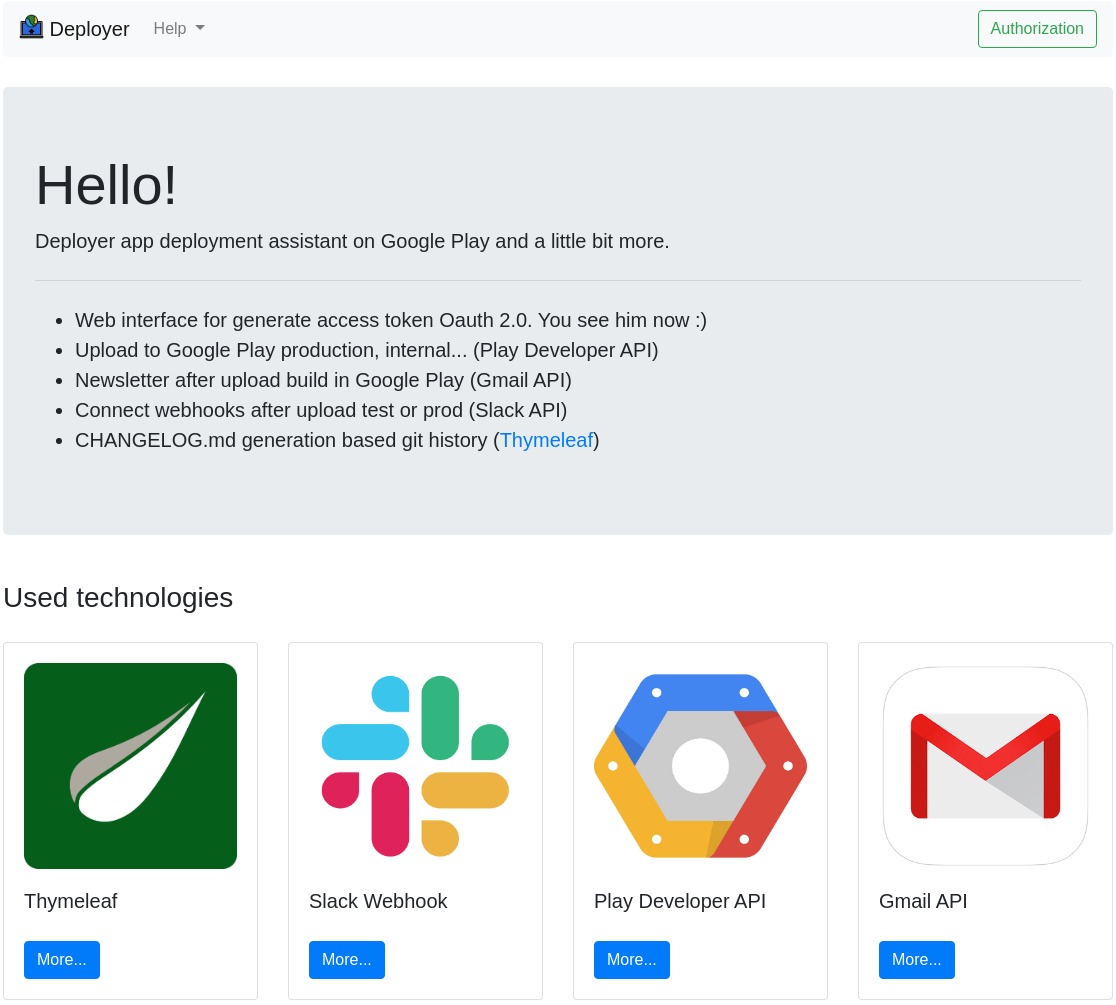 Deployer Help Authorization
Hello!
Deployer app deployment assistant on Google Play and a little bit more.
Web interface for generate access token Oauth 2.0. You see him now :)
Upload to Google Play production, internal... (Play Developer API)
Newsletter after upload build in Google Play (Gmail API)
Connect webhooks after upload test or prod (Slack API)
CHANGELOG.md generation based git history (Thymeleaf)
Used technologies
Thymeleaf Slack Webhook Play Developer API Gmail API
More... More... More... More...